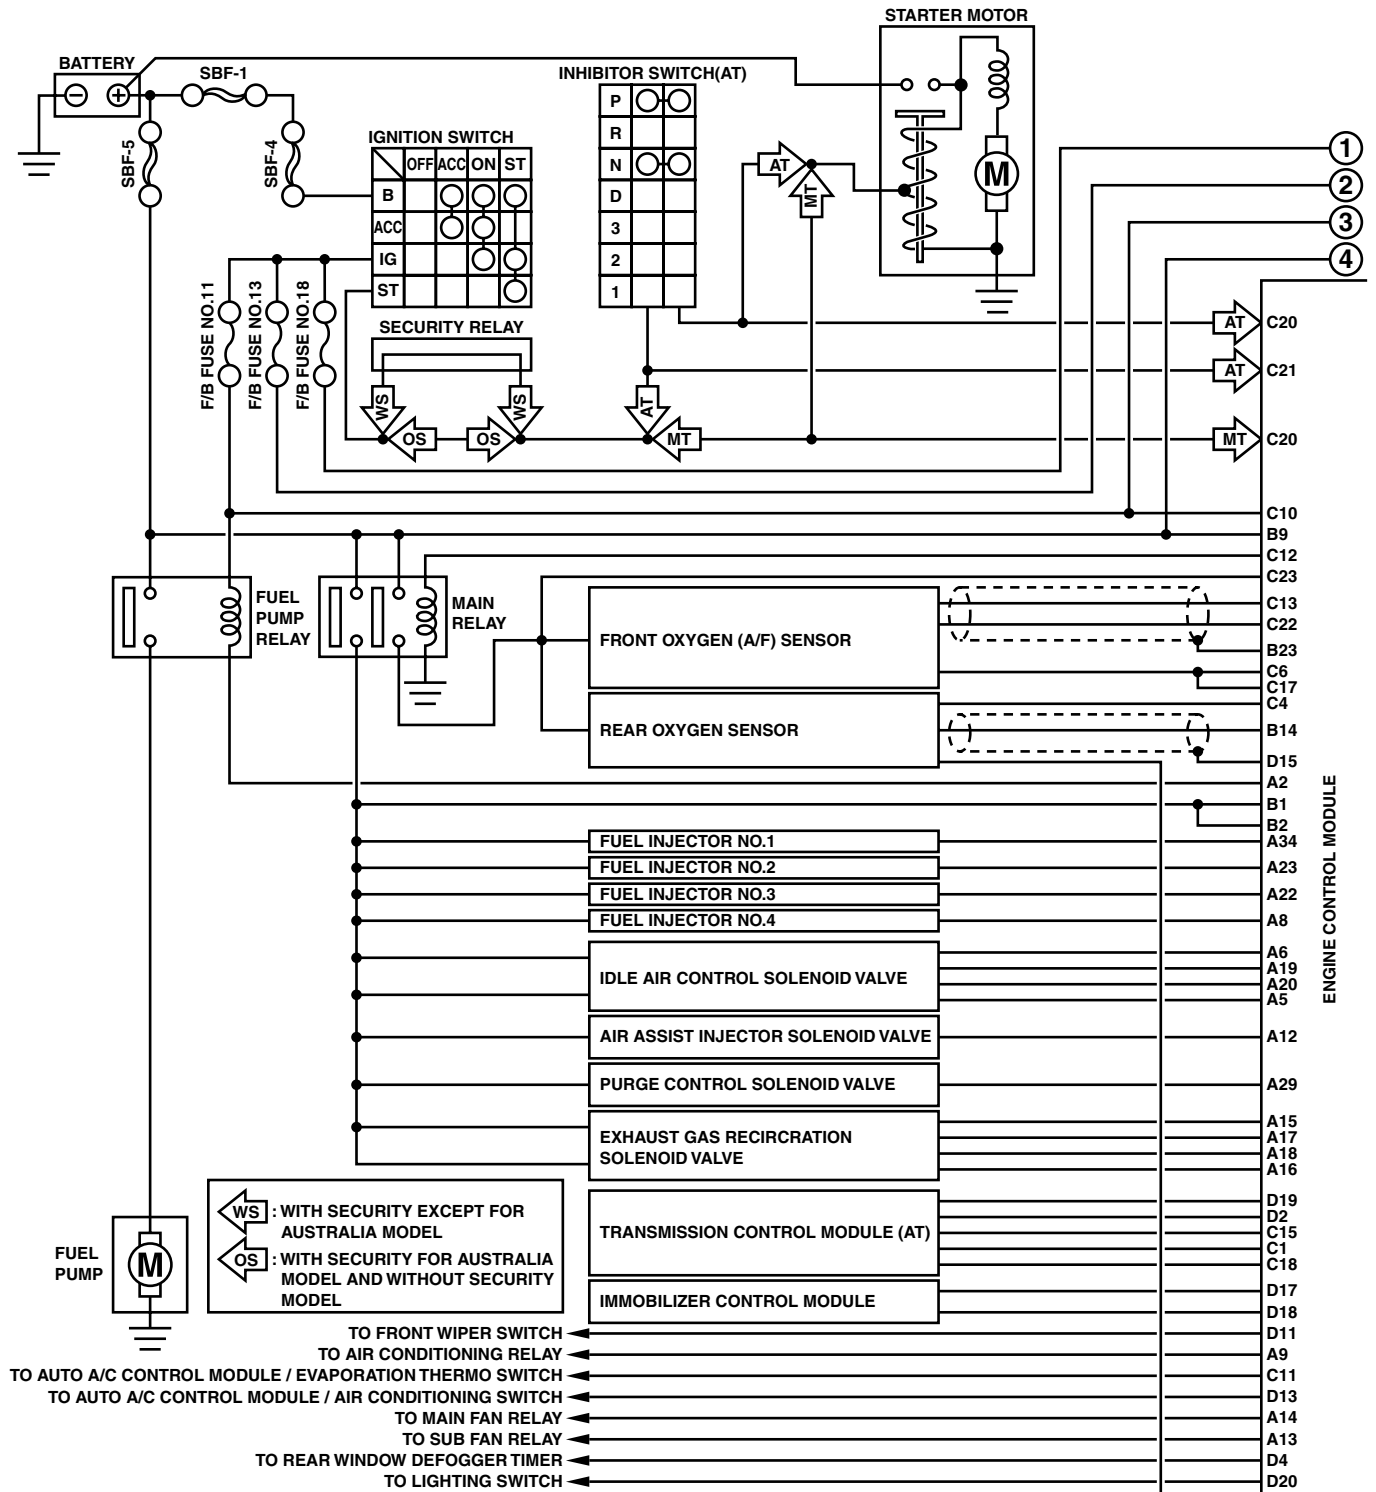 STARTER MOTOR
BATTERY
SBF-1
INHIBITOR SWITCH(AT)
SBF-5
SBF-4
IGNITION SWITCH
OFF ACC ON ST
B
ACC
IG
ST
P
R
N
D
3
2
1
AT
MT
M
1
2
3
4
F/B FUSE NO.11
F/B FUSE NO.13
F/B FUSE NO.18
SECURITY RELAY
WS
WS
OS
OS
AT
MT
AT C20
AT C21
MT C20
C10
B9
C12
C23
FUEL
PUMP
RELAY
MAIN
RELAY
FRONT OXYGEN (A/F) SENSOR
C13
C22
B23
C6
C17
REAR OXYGEN SENSOR
C4
B14
D15
A2
B1
B2
FUEL INJECTOR NO.1 A34
FUEL INJECTOR NO.2 A23
FUEL INJECTOR NO.3 A22
FUEL INJECTOR NO.4 A8
IDLE AIR CONTROL SOLENOID VALVE
A6
A19
A20
A5
AIR ASSIST INJECTOR SOLENOID VALVE A12
PURGE CONTROL SOLENOID VALVE A29
EXHAUST GAS RECIRCRATION
SOLENOID VALVE
A15
A17
A18
A16
TRANSMISSION CONTROL MODULE (AT)
D19
D2
C15
C1
C18
IMMOBILIZER CONTROL MODULE
D17
D18
ENGINE CONTROL MODULE
WS : WITH SECURITY EXCEPT FOR
AUSTRALIA MODEL
OS : WITH SECURITY FOR AUSTRALIA
MODEL AND WITHOUT SECURITY
MODEL
FUEL
PUMP
M
TO FRONT WIPER SWITCH D11
TO AIR CONDITIONING RELAY A9
TO AUTO A/C CONTROL MODULE / EVAPORATION THERMO SWITCH C11
TO AUTO A/C CONTROL MODULE / AIR CONDITIONING SWITCH D13
TO MAIN FAN RELAY A14
TO SUB FAN RELAY A13
TO REAR WINDOW DEFOGGER TIMER D4
TO LIGHTING SWITCH D20